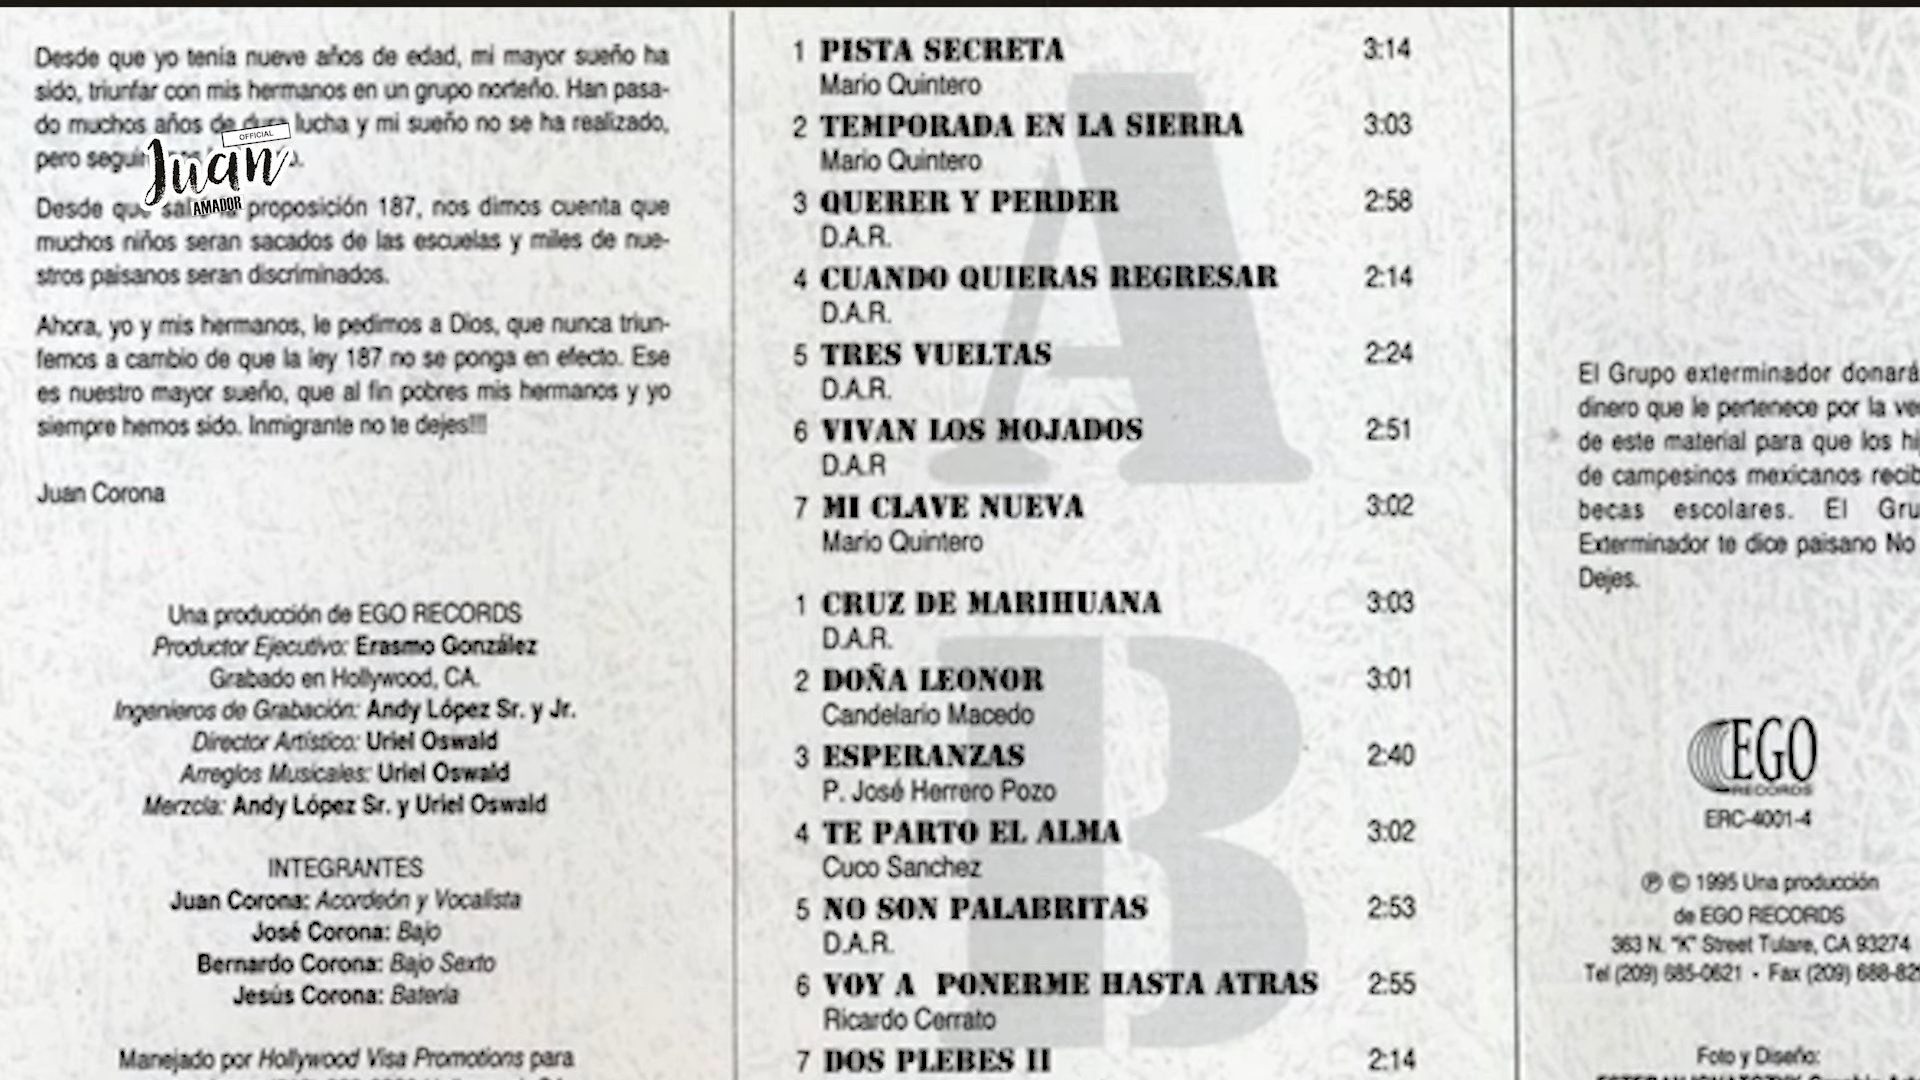 Desde que yo tenía nueve años de edad, mi mayor sueño ha
sido, triunfar con mis hermanos en un grupo norteño. Han pasa-
do muchos años de dura lucha y mi sueño no se ha realizado,
pero
OFFICIAL
Juan
AMADOR
Desde que la proposición 187, nos dimos cuenta que
muchos niños seran sacados de las escuelas y miles de nue-
stros paisanos seran discriminados.
Ahora, yo y mis hermanos, le pedimos a Dios, que nunca triun-
femos a cambio de que la ley 187 no se ponga en efecto. Ese
es nuestro mayor sueño, que al fin pobres mis hermanos y yo
siempre hemos sido. Inmigrante no te dejes!!!
Juan Corona
Una producción de EGO RECORDS
Productor Ejecutivo: Erasmo González
Grabado en Hollywood, CA.
Ingenieros de Grabación: Andy López Sr. y Jr.
Director Artístico: Uriel Oswald
Arreglos Musicales: Uriel Oswald
Merzcla: Andy López Sr. y Uriel Oswald
INTEGRANTES
Juan Corona: Acordeón y Vocalista
José Corona: Bajo
Bernardo Corona: Bajo Sexto
Jesús Corona: Batería
Manejado por Hollywood Visa Promotions para
A
1 PISTA SECRETA 3:14
Mario Quintero
2 TEMPORADA EN LA SIERRA 3:03
Mario Quintero
3 QUERER Y PERDER 2:58
D.A.R.
4 CUANDO QUIERAS REGRESAR 2:14
D.A.R.
5 TRES VUELTAS 2:24
D.A.R.
6 VIVAN LOS MOJADOS 2:51
D.A.R
7 MI CLAVE NUEVA 3:02
Mario Quintero
B
1 CRUZ DE MARIHUANA 3:03
D.A.R.
2 DOÑA LEONOR 3:01
Candelario Macedo
3 ESPERANZAS 2:40
P. José Herrero Pozo
4 TE PARTO EL ALMA 3:02
Cuco Sanchez
5 NO SON PALABRITAS 2:53
D.A.R.
6 VOY A PONERME HASTA ATRAS 2:55
Ricardo Cerrato
7 DOS PLEBES II 2:14
El Grupo exterminador donará
dinero que le pertenece por la
de este material para que los
de campesinos mexicanos
becas escolares. El
Exterminador te dice paisano No
Dejes.
EGO
RECORDS
ERC-4001-4
℗ © 1995 Una producción
de EGO RECORDS
363 N. "K" Street Tulare, CA 93274
Tel (209) 685-0621 • Fax (209)
Foto y Diseño: